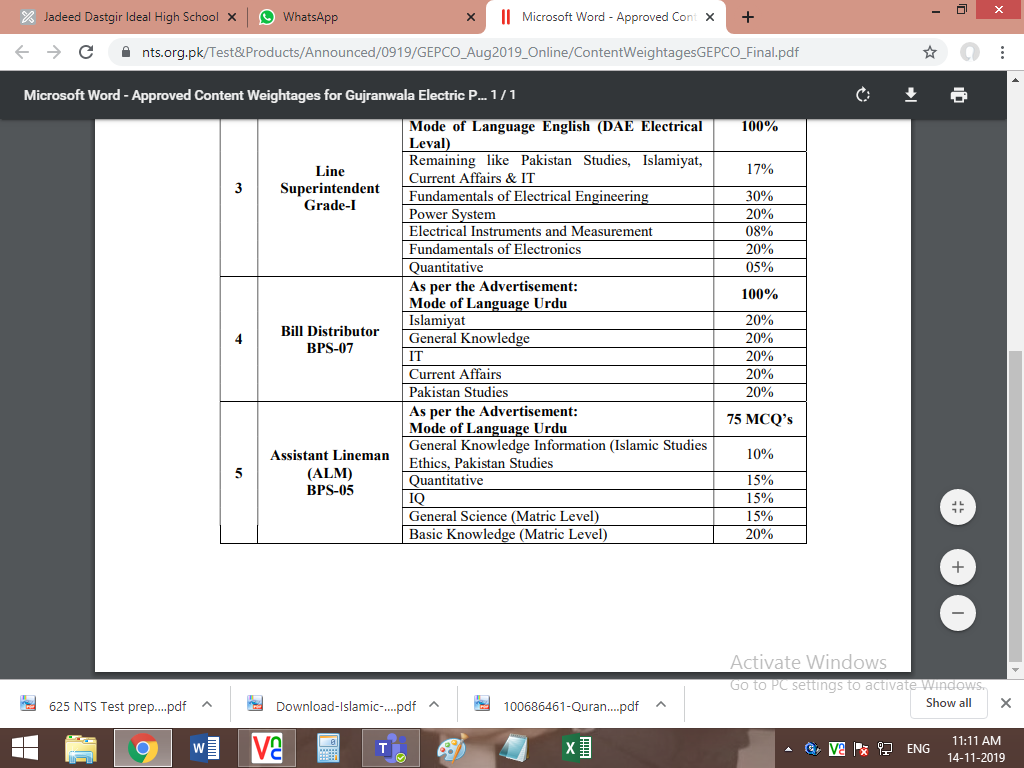 Jadeed Dastgir Ideal High School
WhatsApp
Microsoft Word - Approved Cont
nts.org.pk/Test&Products/Announced/0919/GEPCO_Aug2019_Online/ContentWeightagesGEPCO_Final.pdf
Microsoft Word - Approved Content Weightages for Gujranwala Electric P... 1 / 1
Mode of Language English (DAE Electrical 100%
Leval)
3
Line
Superintendent
Grade-I
Remaining like Pakistan Studies, Islamiyat,
Current Affairs & IT 17%
Fundamentals of Electrical Engineering 30%
Power System 20%
Electrical Instruments and Measurement 08%
Fundamentals of Electronics 20%
Quantitative 05%
4
Bill Distributor
BPS-07
As per the Advertisement:
Mode of Language Urdu 100%
Islamiyat 20%
General Knowledge 20%
IT 20%
Current Affairs 20%
Pakistan Studies 20%
5
Assistant Lineman
(ALM)
BPS-05
As per the Advertisement:
Mode of Language Urdu 75 MCQ's
General Knowledge Information (Islamic Studies
Ethics, Pakistan Studies 10%
Quantitative 15%
IQ 15%
General Science (Matric Level) 15%
Basic Knowledge (Matric Level) 20%
Activate Windows
Go to PC settings to activate Windows.
625 NTS Test prep....pdf
Download-Islamic-....pdf
100686461-Quran....pdf
Show all
ENG
11:11 AM
14-11-2019